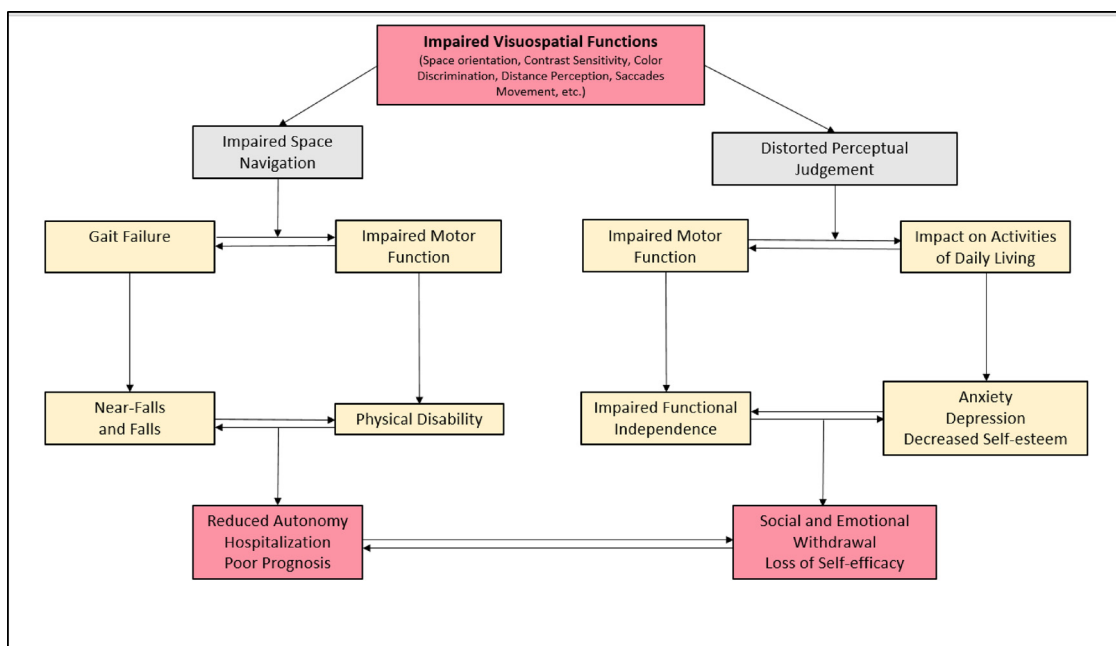 Impaired Visuospatial Functions
(Space orientation, Contrast Sensitivity, Color
Discrimination, Distance Perception, Saccades
Movement, etc.)
Impaired Space
Navigation
Distorted Perceptual
Judgement
Gait Failure
Impaired Motor
Function
Impaired Motor
Function
Impact on Activities
of Daily Living
Near-Falls
and Falls
Physical Disability
Impaired Functional
Independence
Anxiety
Depression
Decreased Self-esteem
Reduced Autonomy
Hospitalization
Poor Prognosis
Social and Emotional
Withdrawal
Loss of Self-efficacy